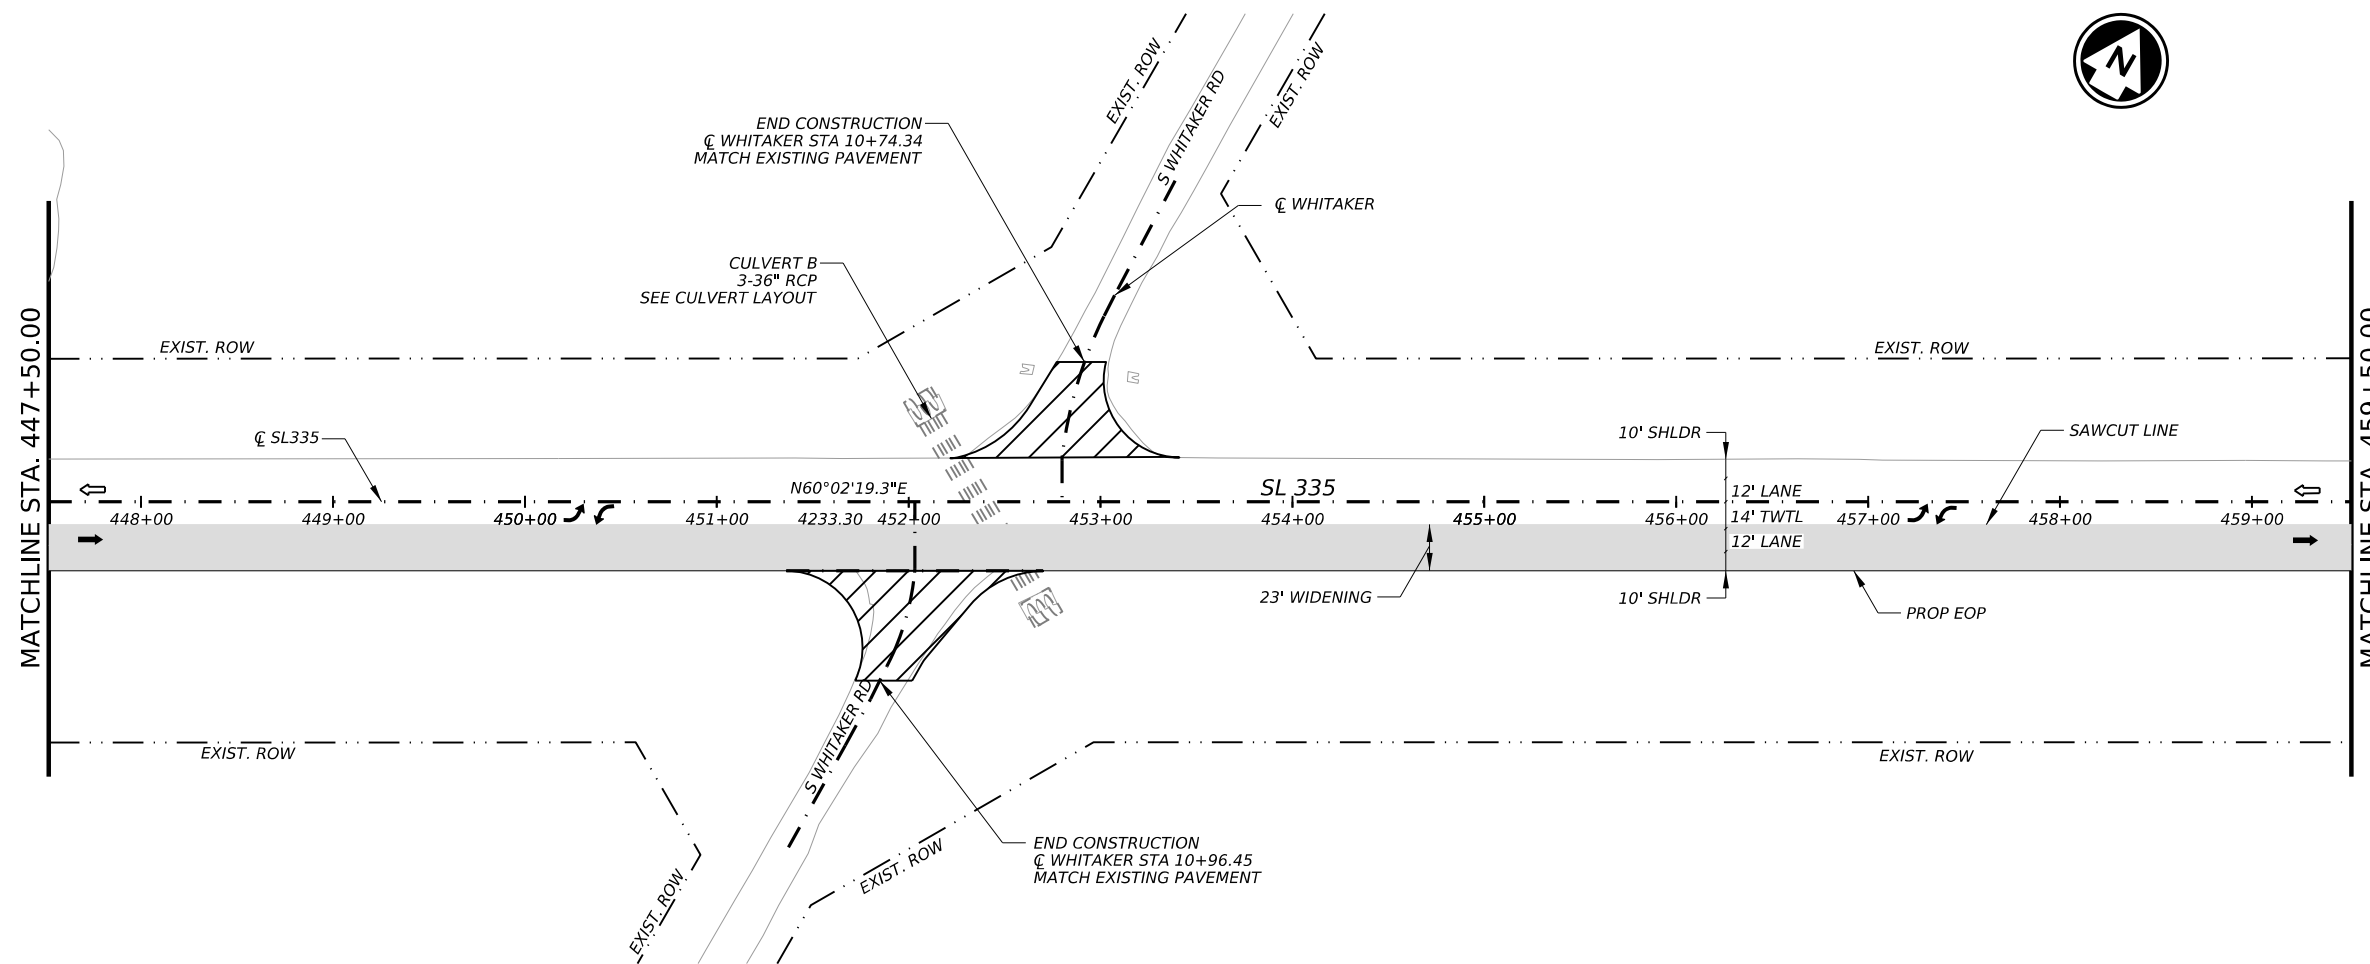 N
EXIST. ROW
S WHITAKER RD
EXIST. ROW
END CONSTRUCTION
℄ WHITAKER STA 10+74.34
MATCH EXISTING PAVEMENT
℄ WHITAKER
CULVERT B
3-36" RCP
SEE CULVERT LAYOUT
MATCHLINE STA. 447+50.00
EXIST. ROW
EXIST. ROW
℄ SL335
10' SHLDR
SAWCUT LINE
N60°02'19.3"E
SL 335
12' LANE
448+00
449+00
450+00
451+00
4233.30
452+00
453+00
454+00
455+00
456+00
14' TWTL
457+00
458+00
459+00
12' LANE
23' WIDENING
10' SHLDR
PROP EOP
S WHITAKER RD
EXIST. ROW
EXIST. ROW
END CONSTRUCTION
℄ WHITAKER STA 10+96.45
MATCH EXISTING PAVEMENT
EXIST. ROW
EXIST. ROW
MATCHLINE STA.